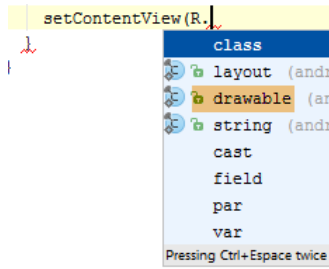 setContentView(R.
}
class
layout (andr
drawable (an
string (andr
cast
field
par
var
Pressing Ctrl+Espace twice